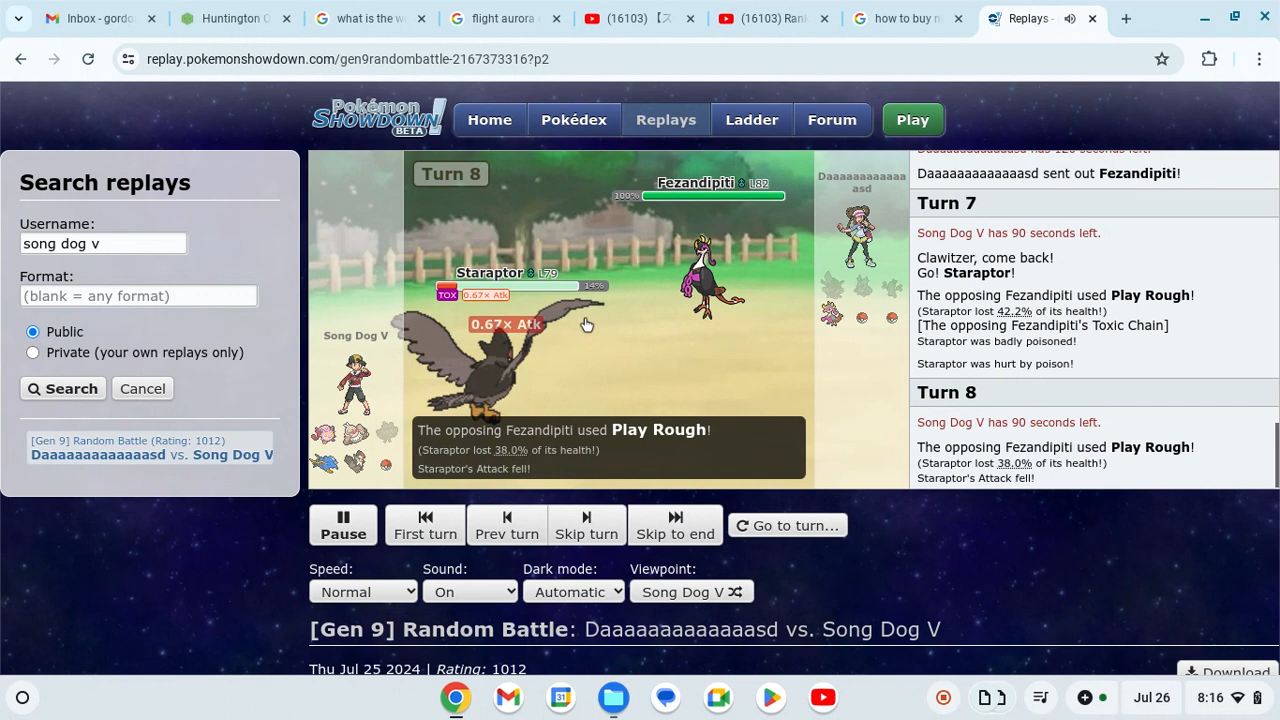 Inbox - gordo
Huntington C
what is the w
flight aurora
(16103) 【ス
(16103) Rank
how to buy n
Replays -
replay.pokemonshowdown.com/gen9randombattle-2167373316?p2
Pokémon
SHOWDOWN!
BETA
Home
Pokédex
Replays
Ladder
Forum
Play
Search replays
Username:
song dog v
Format:
(blank = any format)
Public
Private (your own replays only)
Search
Cancel
[Gen 9] Random Battle (Rating: 1012)
Daaaaaaaaaaaaasd vs. Song Dog V
Turn 8
Fezandipiti L82
100%
Staraptor L79
14%
TOX 0.67× Atk
0.67× Atk
Song Dog V
Daaaaaaaaaaaaa
asd
The opposing Fezandipiti used Play Rough!
(Staraptor lost 38.0% of its health!)
Staraptor's Attack fell!
Daaaaaaaaaaaaasd has 120 seconds left.
Daaaaaaaaaaaaasd sent out Fezandipiti!
Turn 7
Song Dog V has 90 seconds left.
Clawitzer, come back!
Go! Staraptor!
The opposing Fezandipiti used Play Rough!
(Staraptor lost 42.2% of its health!)
[The opposing Fezandipiti's Toxic Chain]
Staraptor was badly poisoned!
Staraptor was hurt by poison!
Turn 8
Song Dog V has 90 seconds left.
The opposing Fezandipiti used Play Rough!
(Staraptor lost 38.0% of its health!)
Staraptor's Attack fell!
Pause
First turn
Prev turn
Skip turn
Skip to end
Go to turn...
Speed:
Sound:
Dark mode:
Viewpoint:
Normal
On
Automatic
Song Dog V
[Gen 9] Random Battle: Daaaaaaaaaaaaasd vs. Song Dog V
Thu Jul 25 2024 | Rating: 1012
Download
31
Jul 26
8:16